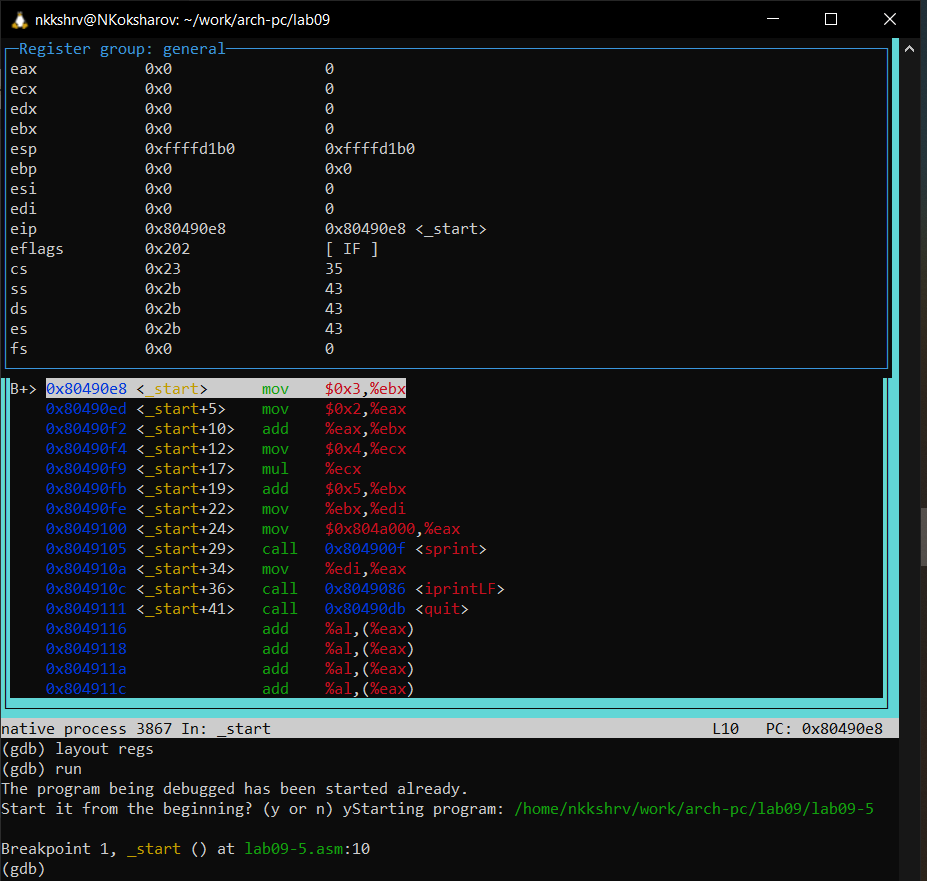 nkkshrv@NKoksharov: ~/work/arch-pc/lab09
Register group: general
eax 0x0 0
ecx 0x0 0
edx 0x0 0
ebx 0x0 0
esp 0xffffd1b0 0xffffd1b0
ebp 0x0 0x0
esi 0x0 0
edi 0x0 0
eip 0x80490e8 0x80490e8 <_start>
eflags 0x202 [ IF ]
cs 0x23 35
ss 0x2b 43
ds 0x2b 43
es 0x2b 43
fs 0x0 0
B+> 0x80490e8 <_start> mov $0x3,%ebx
0x80490ed <_start+5> mov $0x2,%eax
0x80490f2 <_start+10> add %eax,%ebx
0x80490f4 <_start+12> mov $0x4,%ecx
0x80490f9 <_start+17> mul %ecx
0x80490fb <_start+19> add $0x5,%ebx
0x80490fe <_start+22> mov %ebx,%edi
0x8049100 <_start+24> mov $0x804a000,%eax
0x8049105 <_start+29> call 0x804900f <sprint>
0x804910a <_start+34> mov %edi,%eax
0x804910c <_start+36> call 0x8049086 <iprintLF>
0x8049111 <_start+41> call 0x80490db <quit>
0x8049116 add %al,(%eax)
0x8049118 add %al,(%eax)
0x804911a add %al,(%eax)
0x804911c add %al,(%eax)
native process 3867 In: _start L10 PC: 0x80490e8
(gdb) layout regs
(gdb) run
The program being debugged has been started already.
Start it from the beginning? (y or n) yStarting program: /home/nkkshrv/work/arch-pc/lab09/lab09-5
Breakpoint 1, _start () at lab09-5.asm:10
(gdb)